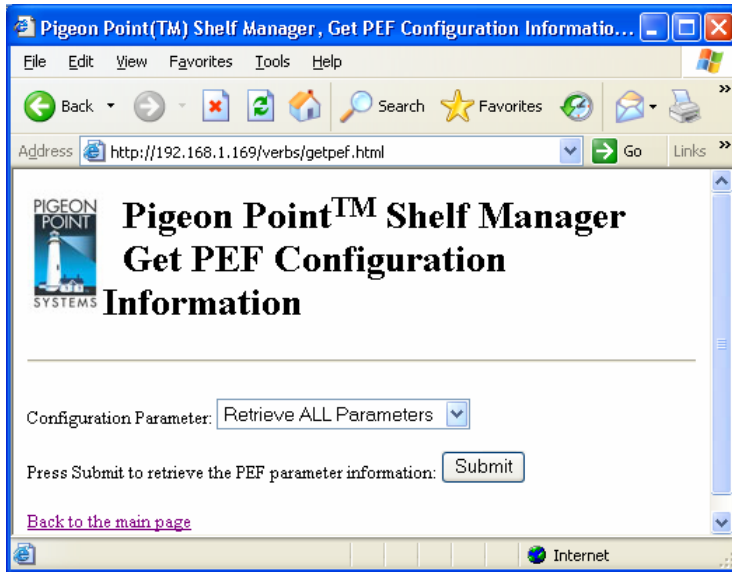 Pigeon Point(TM) Shelf Manager, Get PEF Configuration Informatio...
File Edit View Favorites Tools Help
Back Search Favorites »
Address http://192.168.1.169/verbs/getpef.html Go Links »
PIGEON
POINT
SYSTEMS
Pigeon Point™ Shelf Manager
Get PEF Configuration
Information
Configuration Parameter: Retrieve ALL Parameters
Press Submit to retrieve the PEF parameter information: Submit
Back to the main page
Internet